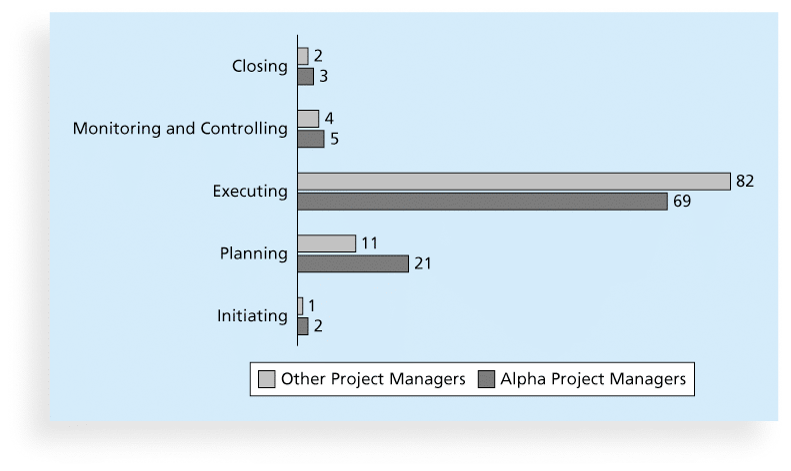 Closing
2
3
Monitoring and Controlling
4
5
Executing
82
69
Planning
11
21
Initiating
1
2
Other Project Managers Alpha Project Managers